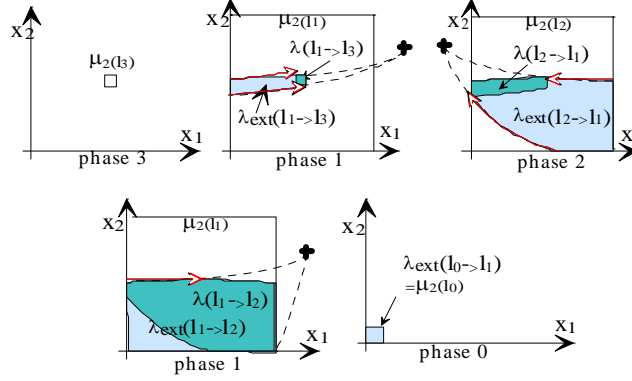 x2
μ2(l3)
x1
phase 3
x2
μ2(l1)
λ(l1->l3)
λext(l1->l3)
x1
phase 1
x2
μ2(l2)
λ(l2->l1)
λext(l2->l1)
x
phase 2
x2
μ2(l1)
λ(l1->l2)
λext(l1->l2)
x1
phase 1
x2
λext(l0->l1)
=μ2(l0)
x1
phase 0